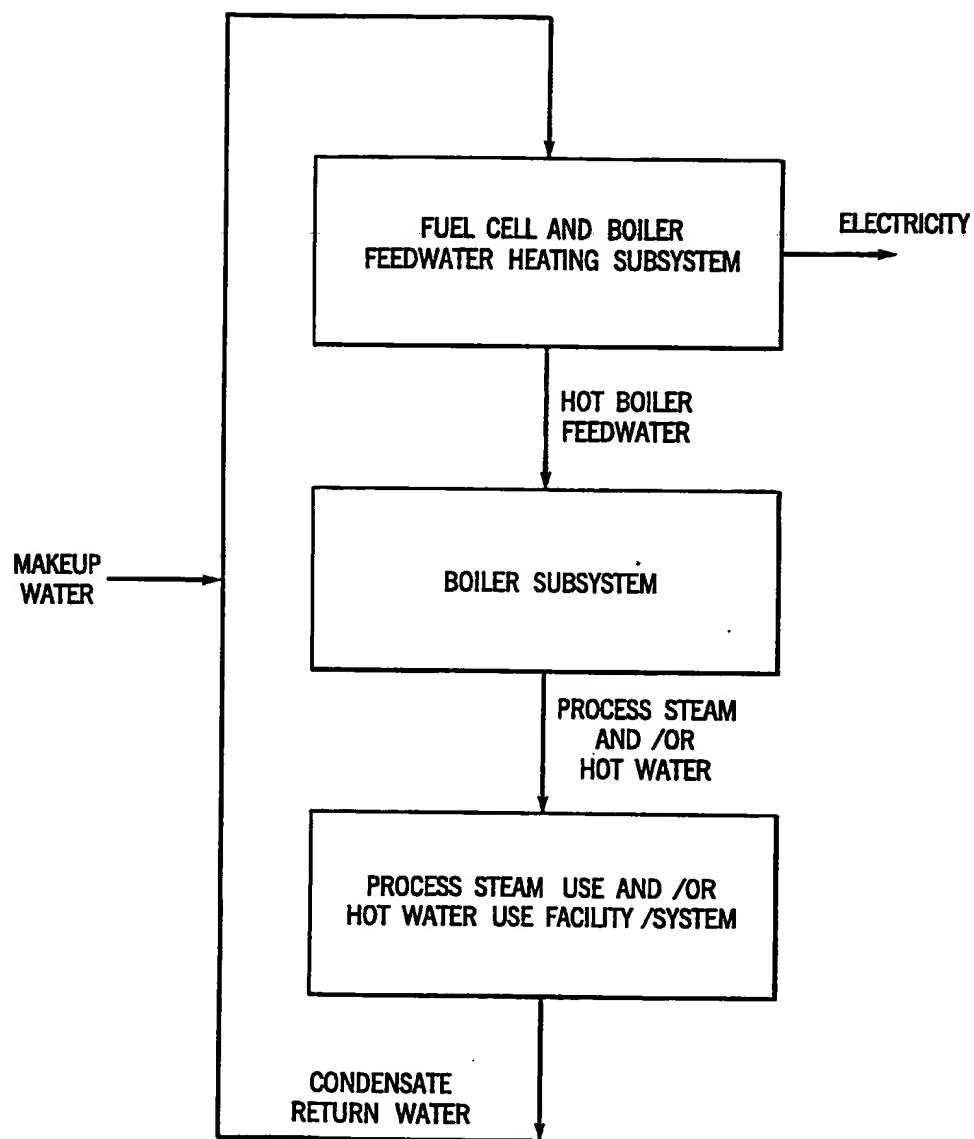 FUEL CELL AND BOILER
FEEDWATER HEATING SUBSYSTEM
ELECTRICITY
HOT BOILER
FEEDWATER
MAKEUP
WATER
BOILER SUBSYSTEM
PROCESS STEAM
AND /OR
HOT WATER
PROCESS STEAM USE AND /OR
HOT WATER USE FACILITY /SYSTEM
CONDENSATE
RETURN WATER